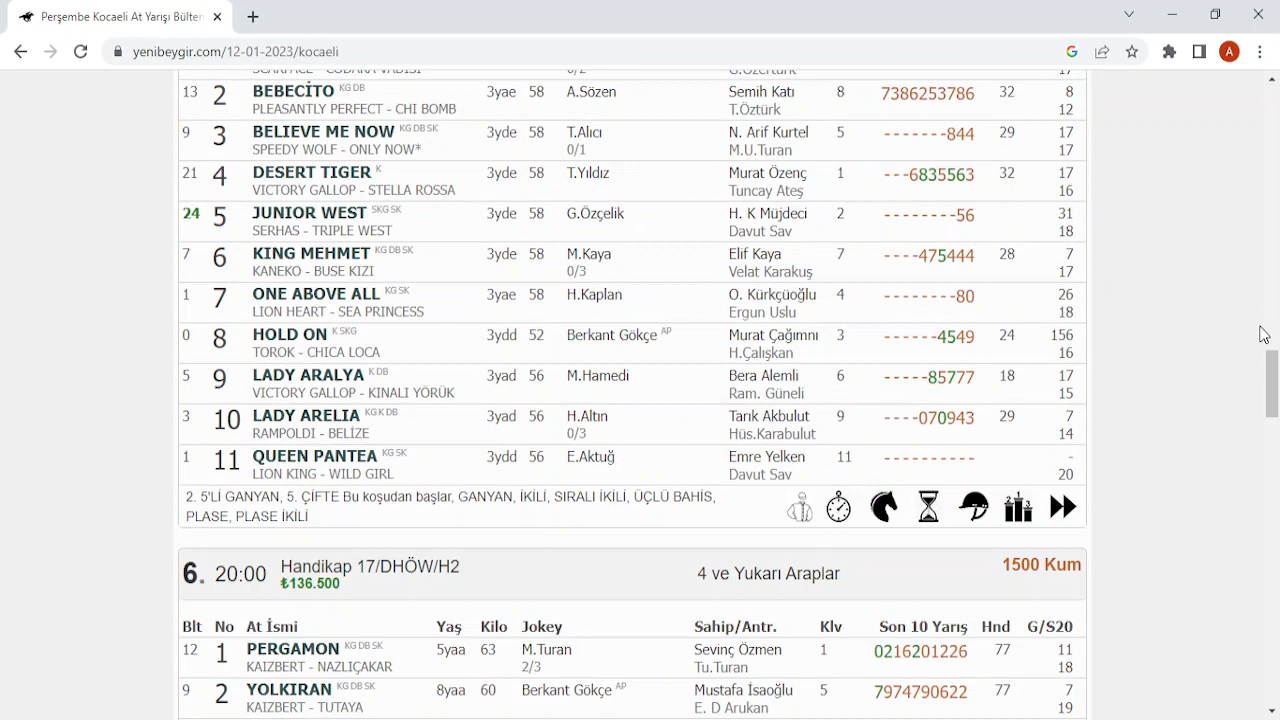 Perşembe Kocaeli At Yarışı Bülten
yenibeygir.com/12-01-2023/kocaeli
A
17
13 2 BEBECİTO KG DB 3yae 58 A.Sözen Semih Katı 8 7386253786 32 8
PLEASANTLY PERFECT - CHI BOMB T.Öztürk 12
9 3 BELIEVE ME NOW KG DB SK 3yde 58 T.Alıcı N. Arif Kurtel 5 -------844 29 17
SPEEDY WOLF - ONLY NOW* 0/1 M.U.Turan 17
21 4 DESERT TIGER K 3yde 58 T.Yıldız Murat Özenç 1 ---6835563 32 17
VICTORY GALLOP - STELLA ROSSA Tuncay Ateş 16
24 5 JUNIOR WEST SKG SK 3yde 58 G.Özçelik H. K Müjdeci 2 --------56 31
SERHAS - TRIPLE WEST Davut Sav 18
7 6 KING MEHMET KG DB SK 3yde 58 M.Kaya Elif Kaya 7 ----475444 28 7
KANEKO - BUSE KIZI 0/3 Velat Karakuş 17
1 7 ONE ABOVE ALL KG SK 3yae 58 H.Kaplan O. Kürkçüoğlu 4 --------80 26
LION HEART - SEA PRINCESS Ergun Uslu 18
0 8 HOLD ON K SKG 3ydd 52 Berkant Gökçe AP Murat Çağımnı 3 ------4549 24 156
TOROK - CHICA LOCA H.Çalışkan 16
5 9 LADY ARALYA K DB 3yad 56 M.Hamedi Bera Alemli 6 -----85777 18 17
VICTORY GALLOP - KINALI YÖRÜK Ram. Güneli 15
3 10 LADY ARELIA KG K DB 3yad 56 H.Altın Tarık Akbulut 9 ----070943 29 7
RAMPOLDI - BELİZE 0/3 Hüs.Karabulut 14
1 11 QUEEN PANTEA KG SK 3ydd 56 E.Aktuğ Emre Yelken 11 ---------- -
LION KING - WILD GIRL Davut Sav 20
2. 5'Lİ GANYAN, 5. ÇİFTE Bu koşudan başlar, GANYAN, İKİLİ, SIRALI İKİLİ, ÜÇLÜ BAHİS,
PLASE, PLASE İKİLİ
6. 20:00 Handikap 17/DHÖW/H2 4 ve Yukarı Araplar 1500 Kum
₺136.500
Blt No At İsmi Yaş Kilo Jokey Sahip/Antr. Klv Son 10 Yarış Hnd G/S20
12 1 PERGAMON KG DB SK 5yaa 63 M.Turan Sevinç Özmen 1 0216201226 77 11
KAIZBERT - NAZLIÇAKAR 2/3 Tu.Turan 18
9 2 YOLKIRAN KG DB SK 8yaa 60 Berkant Gökçe AP Mustafa İsaoğlu 5 7974790622 77 7
KAIZBERT - TUTAYA E. D Arukan 19